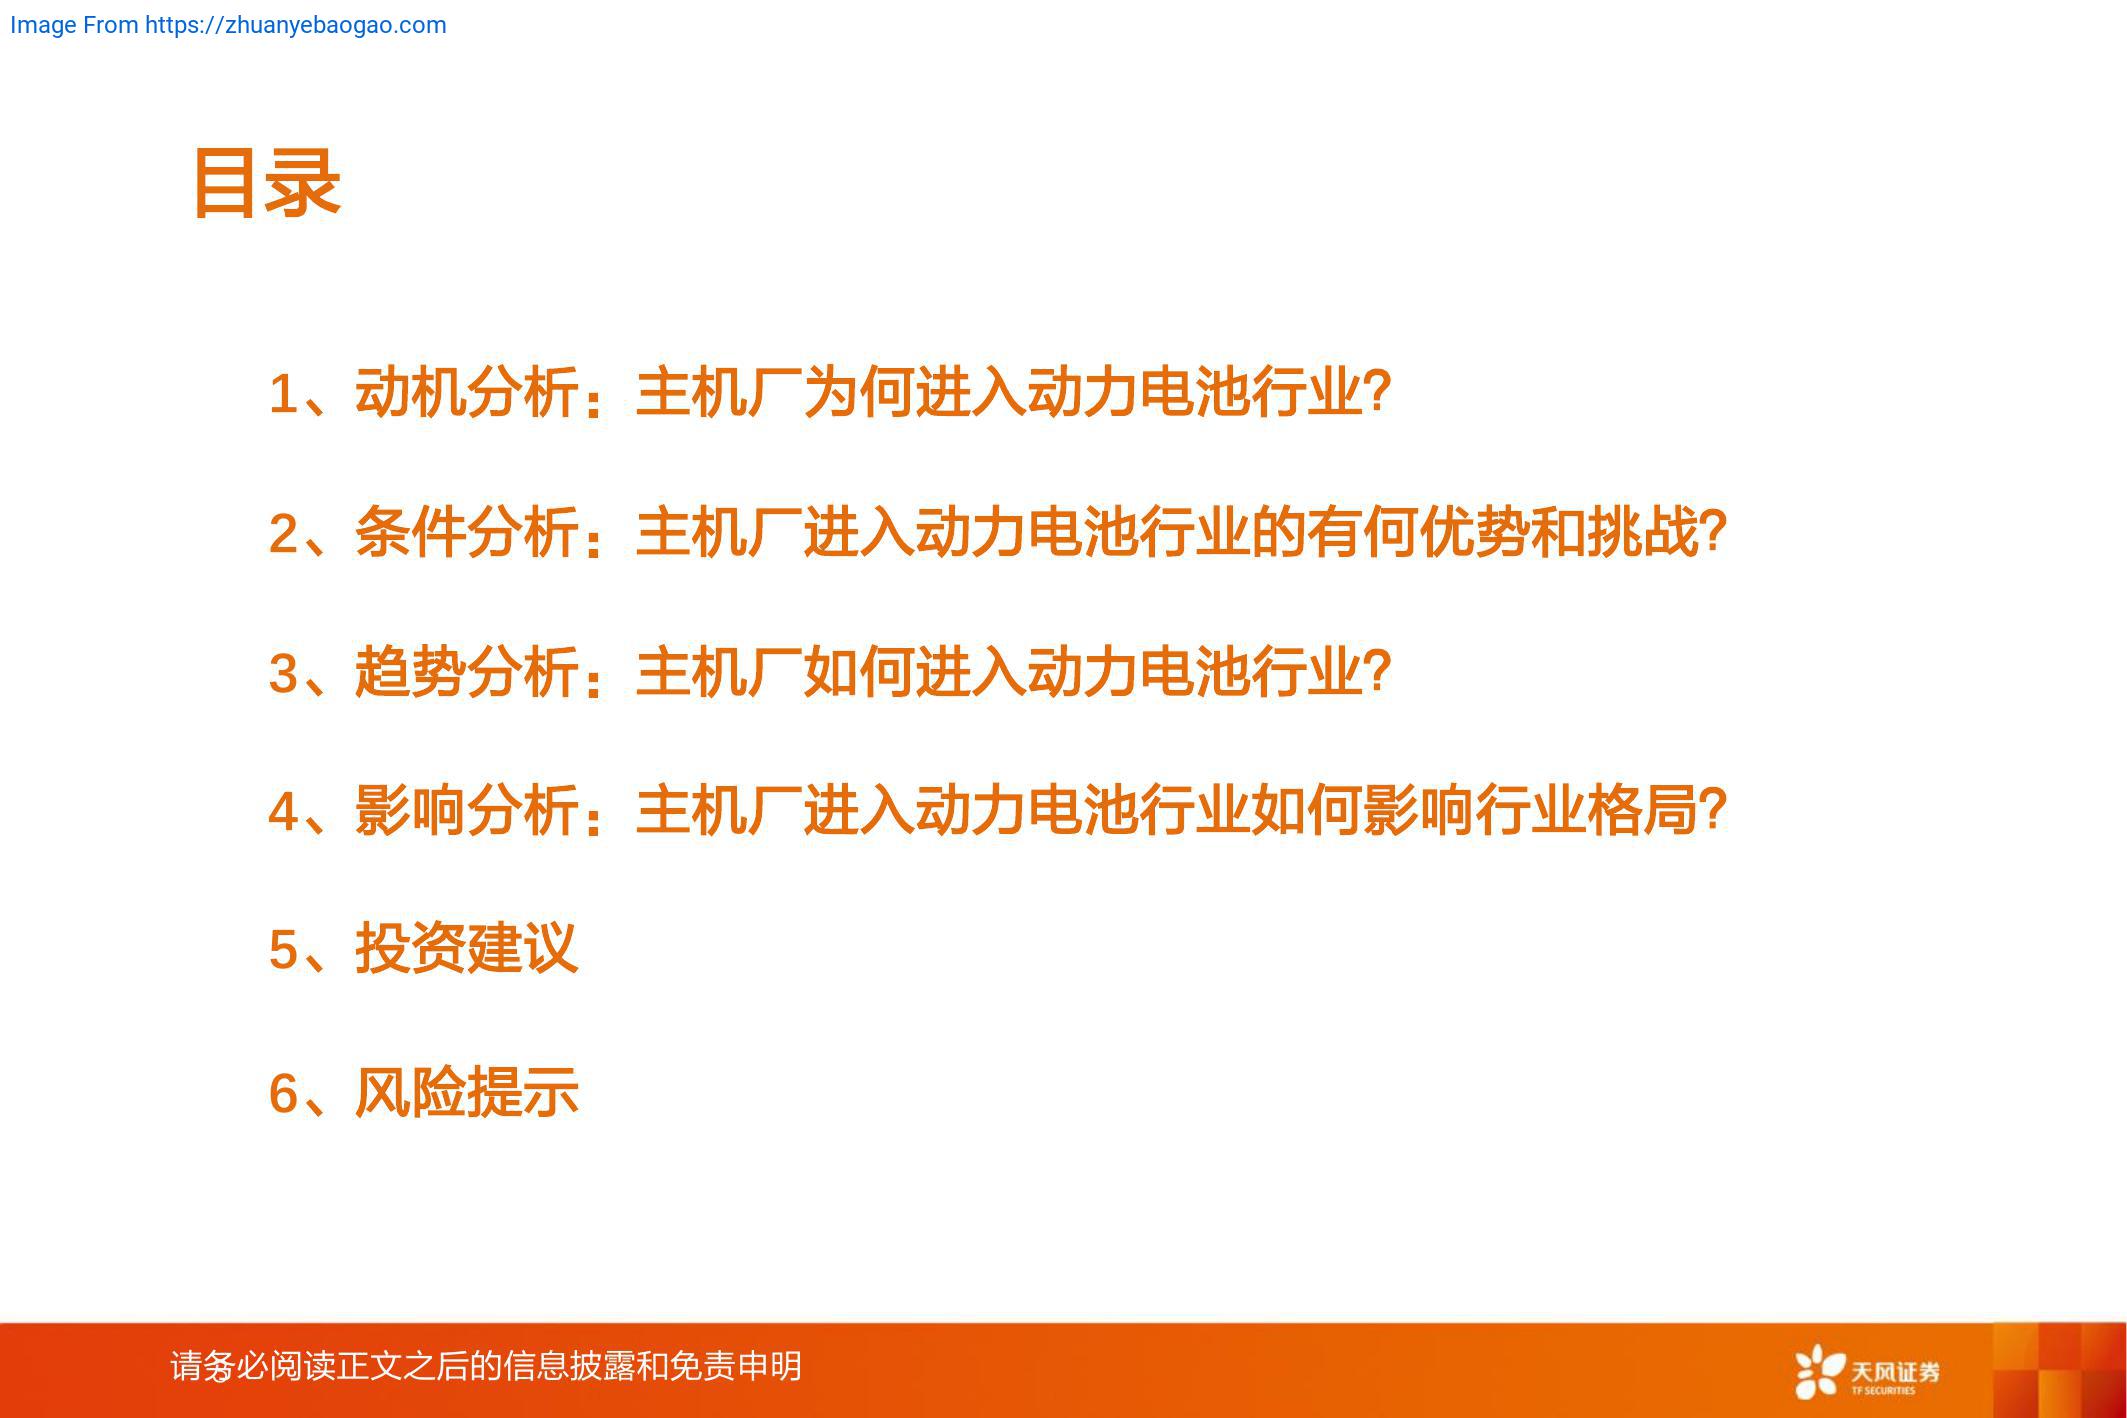 Image From https://zhuanyebaogao.com
目录
1、动机分析：主机厂为何进入动力电池行业？
2、条件分析：主机厂进入动力电池行业的有何优势和挑战？
3、趋势分析：主机厂如何进入动力电池行业？
4、影响分析：主机厂进入动力电池行业如何影响行业格局？
5、投资建议
6、风险提示
请务必阅读正文之后的信息披露和免责申明
天风证券
TF SECURITIES